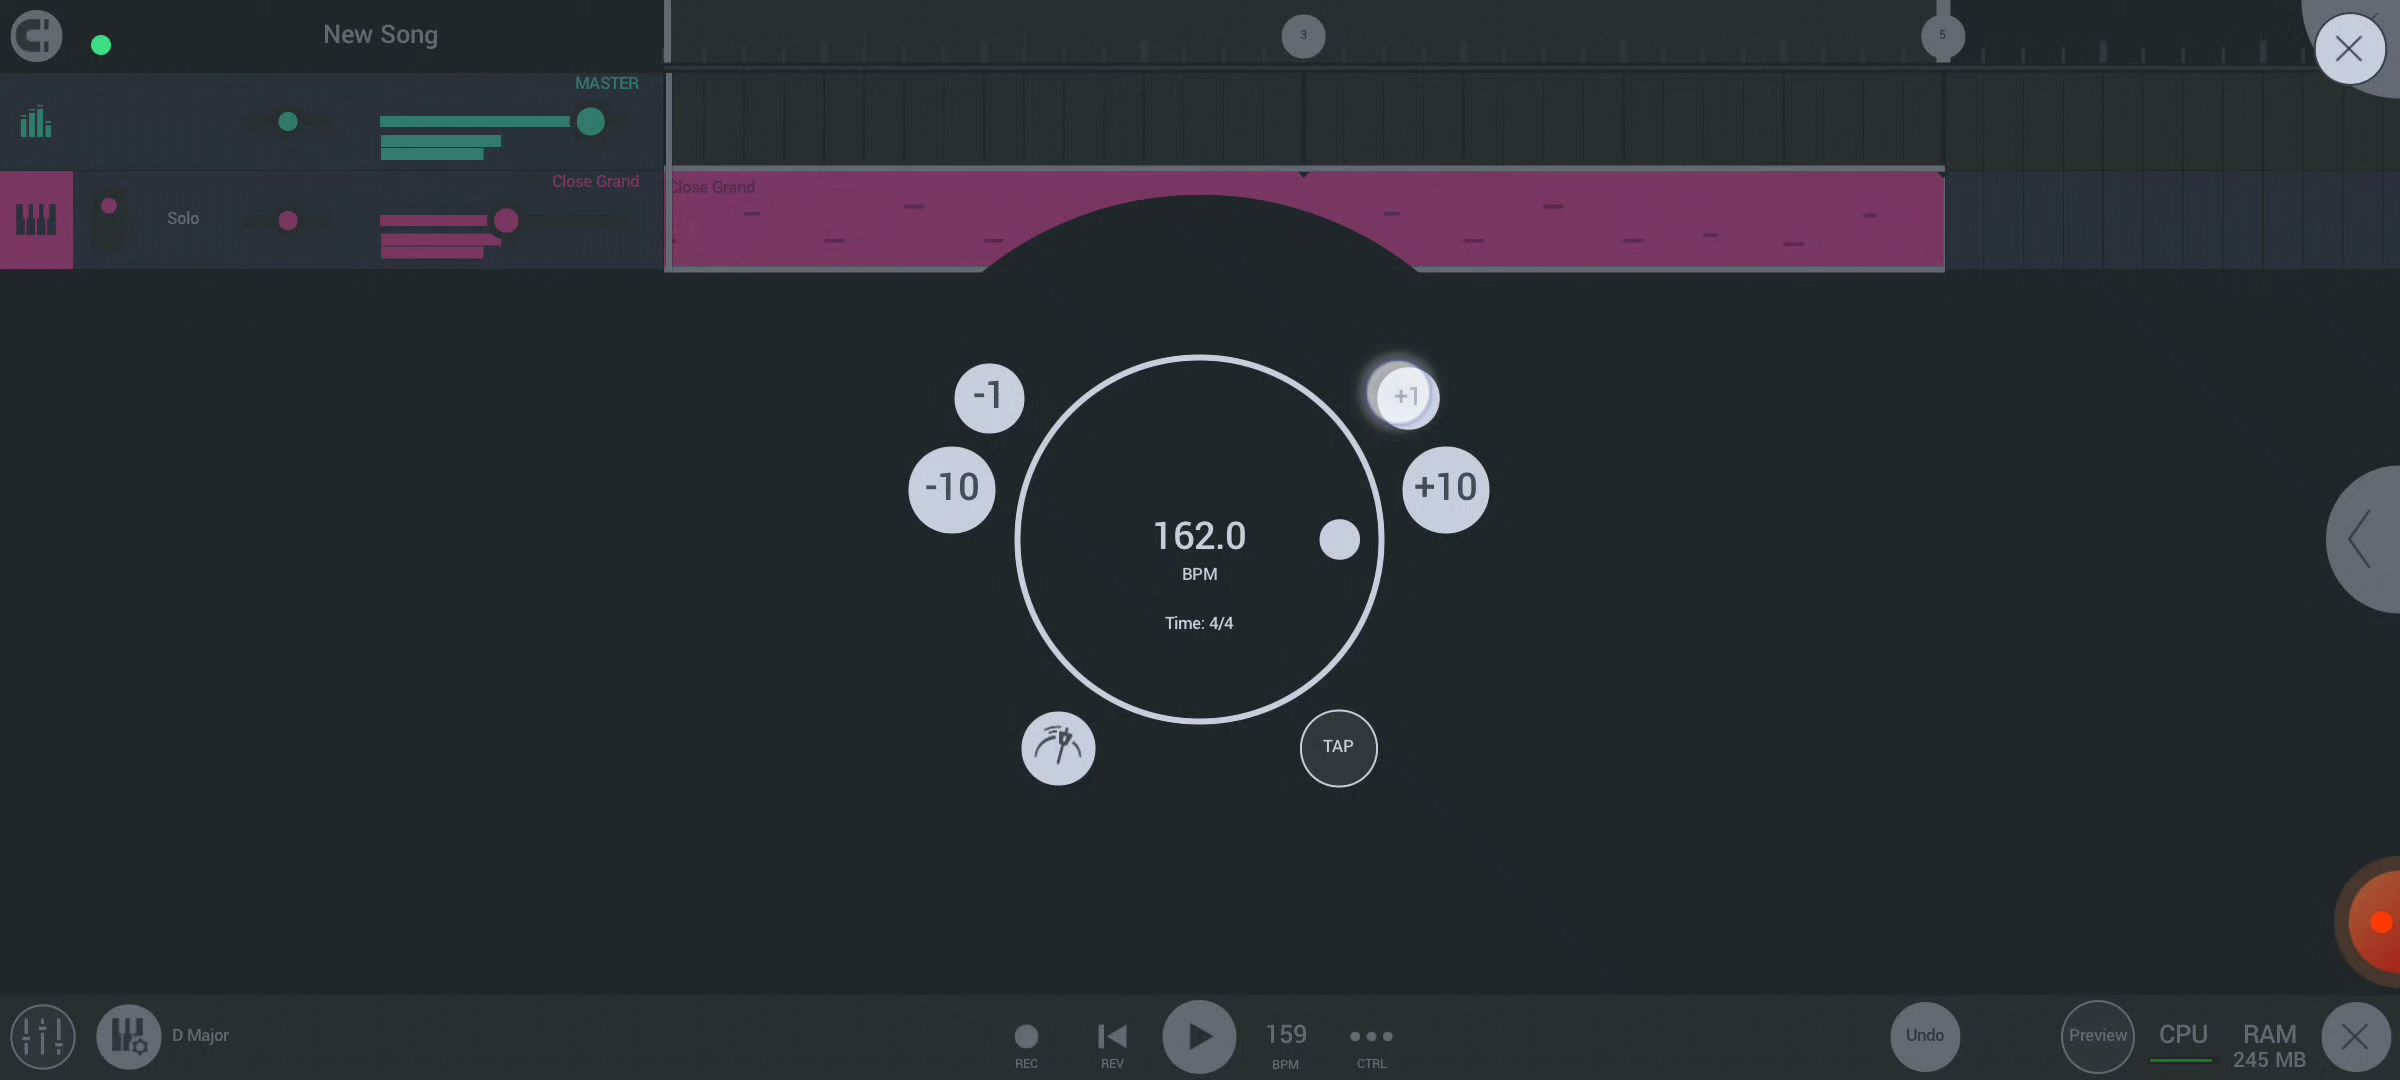 New Song
3
5
MASTER
Close Grand
Close Grand
Solo
-1
+1
-10
+10
162.0
BPM
Time: 4/4
TAP
D Major
REC
REV
159
BPM
CTRL
Undo
Preview
CPU
RAM
245 MB